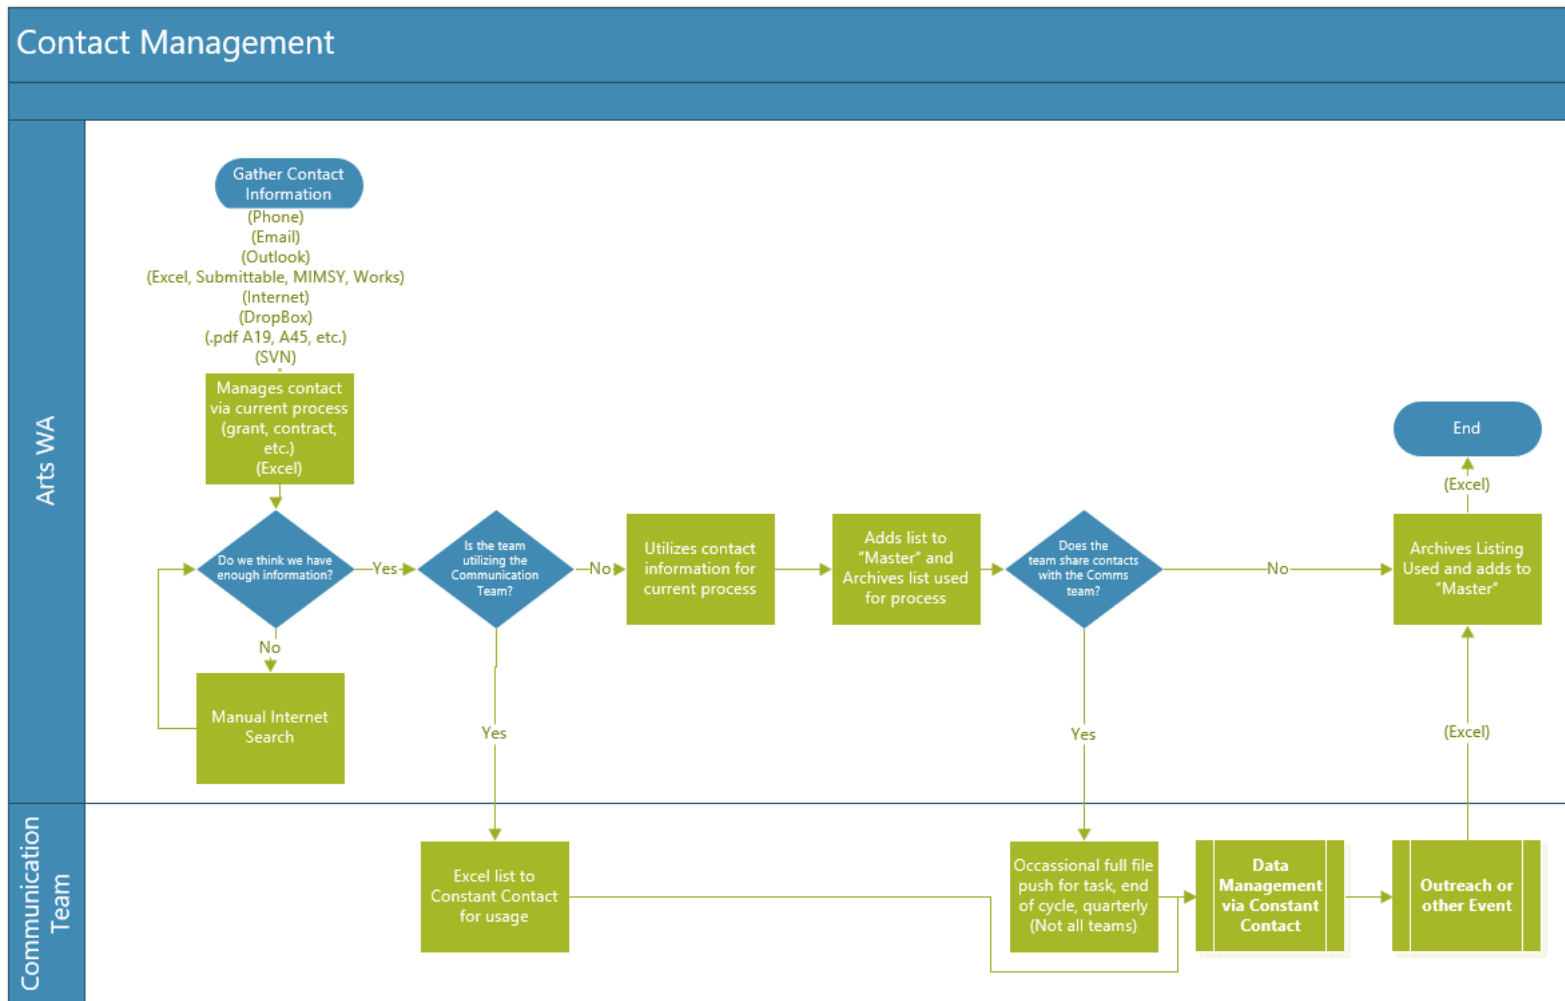 Contact Management
Arts WA
Gather Contact
Information
(Phone)
(Email)
(Outlook)
(Excel, Submittable, MIMSY, Works)
(Internet)
(DropBox)
(.pdf A19, A45, etc.)
(SVN)
Manages contact
via current process
(grant, contract,
etc.)
(Excel)
Do we think we have
enough information?
Yes
No
Manual Internet
Search
Is the team
utilizing the
Communication
Team?
No
Yes
Utilizes contact
information for
current process
Adds list to
“Master” and
Archives list used
for process
Does the
team share contacts
with the Comms
team?
No
Yes
Archives Listing
Used and adds to
“Master”
(Excel)
End
(Excel)
Communication
Team
Excel list to
Constant Contact
for usage
Occassional full file
push for task, end
of cycle, quarterly
(Not all teams)
Data
Management
via Constant
Contact
Outreach or
other Event